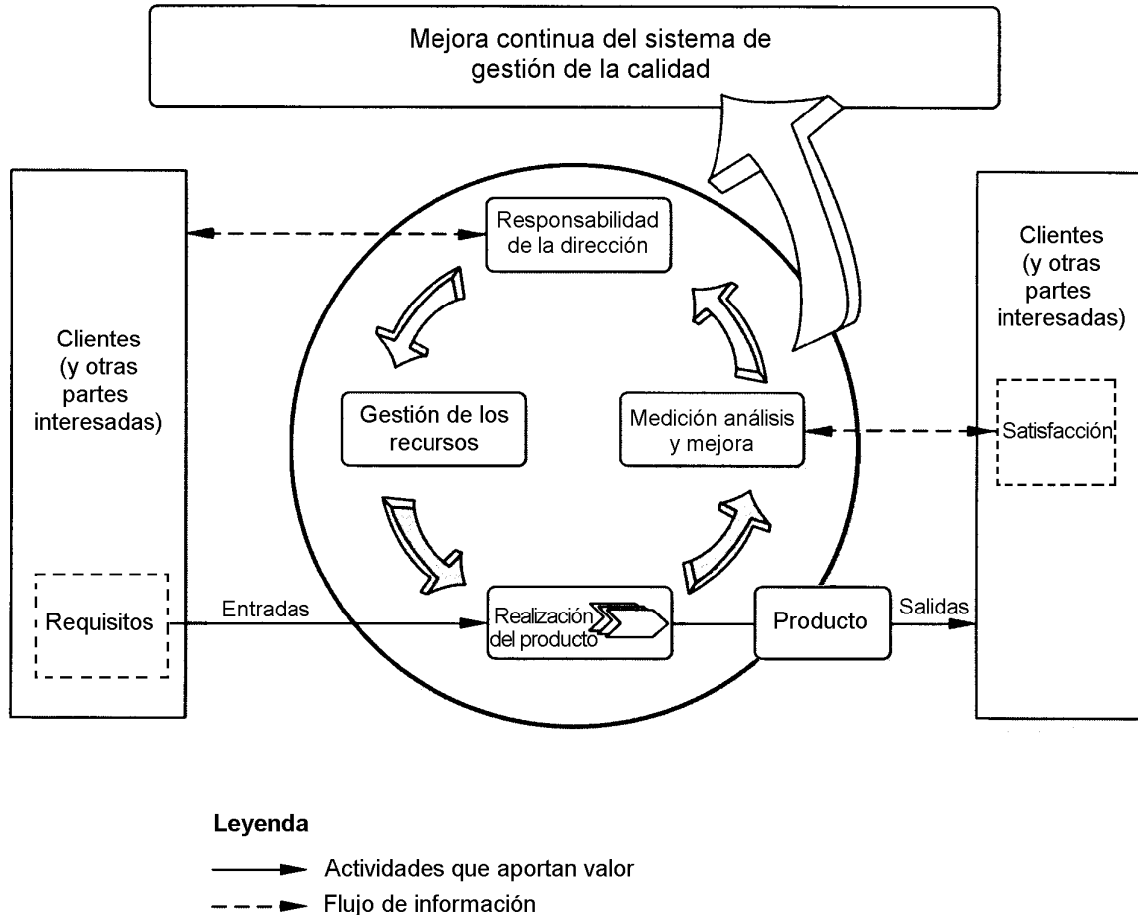 Mejora continua del sistema de
gestión de la calidad
Responsabilidad
de la dirección
Clientes
(y otras
partes
interesadas)
Clientes
(y otras
partes
interesadas)
Gestión de los
recursos
Medición análisis
y mejora
Satisfacción
Requisitos
Entradas
Realización
del producto
Producto
Salidas
Leyenda
Actividades que aportan valor
Flujo de información